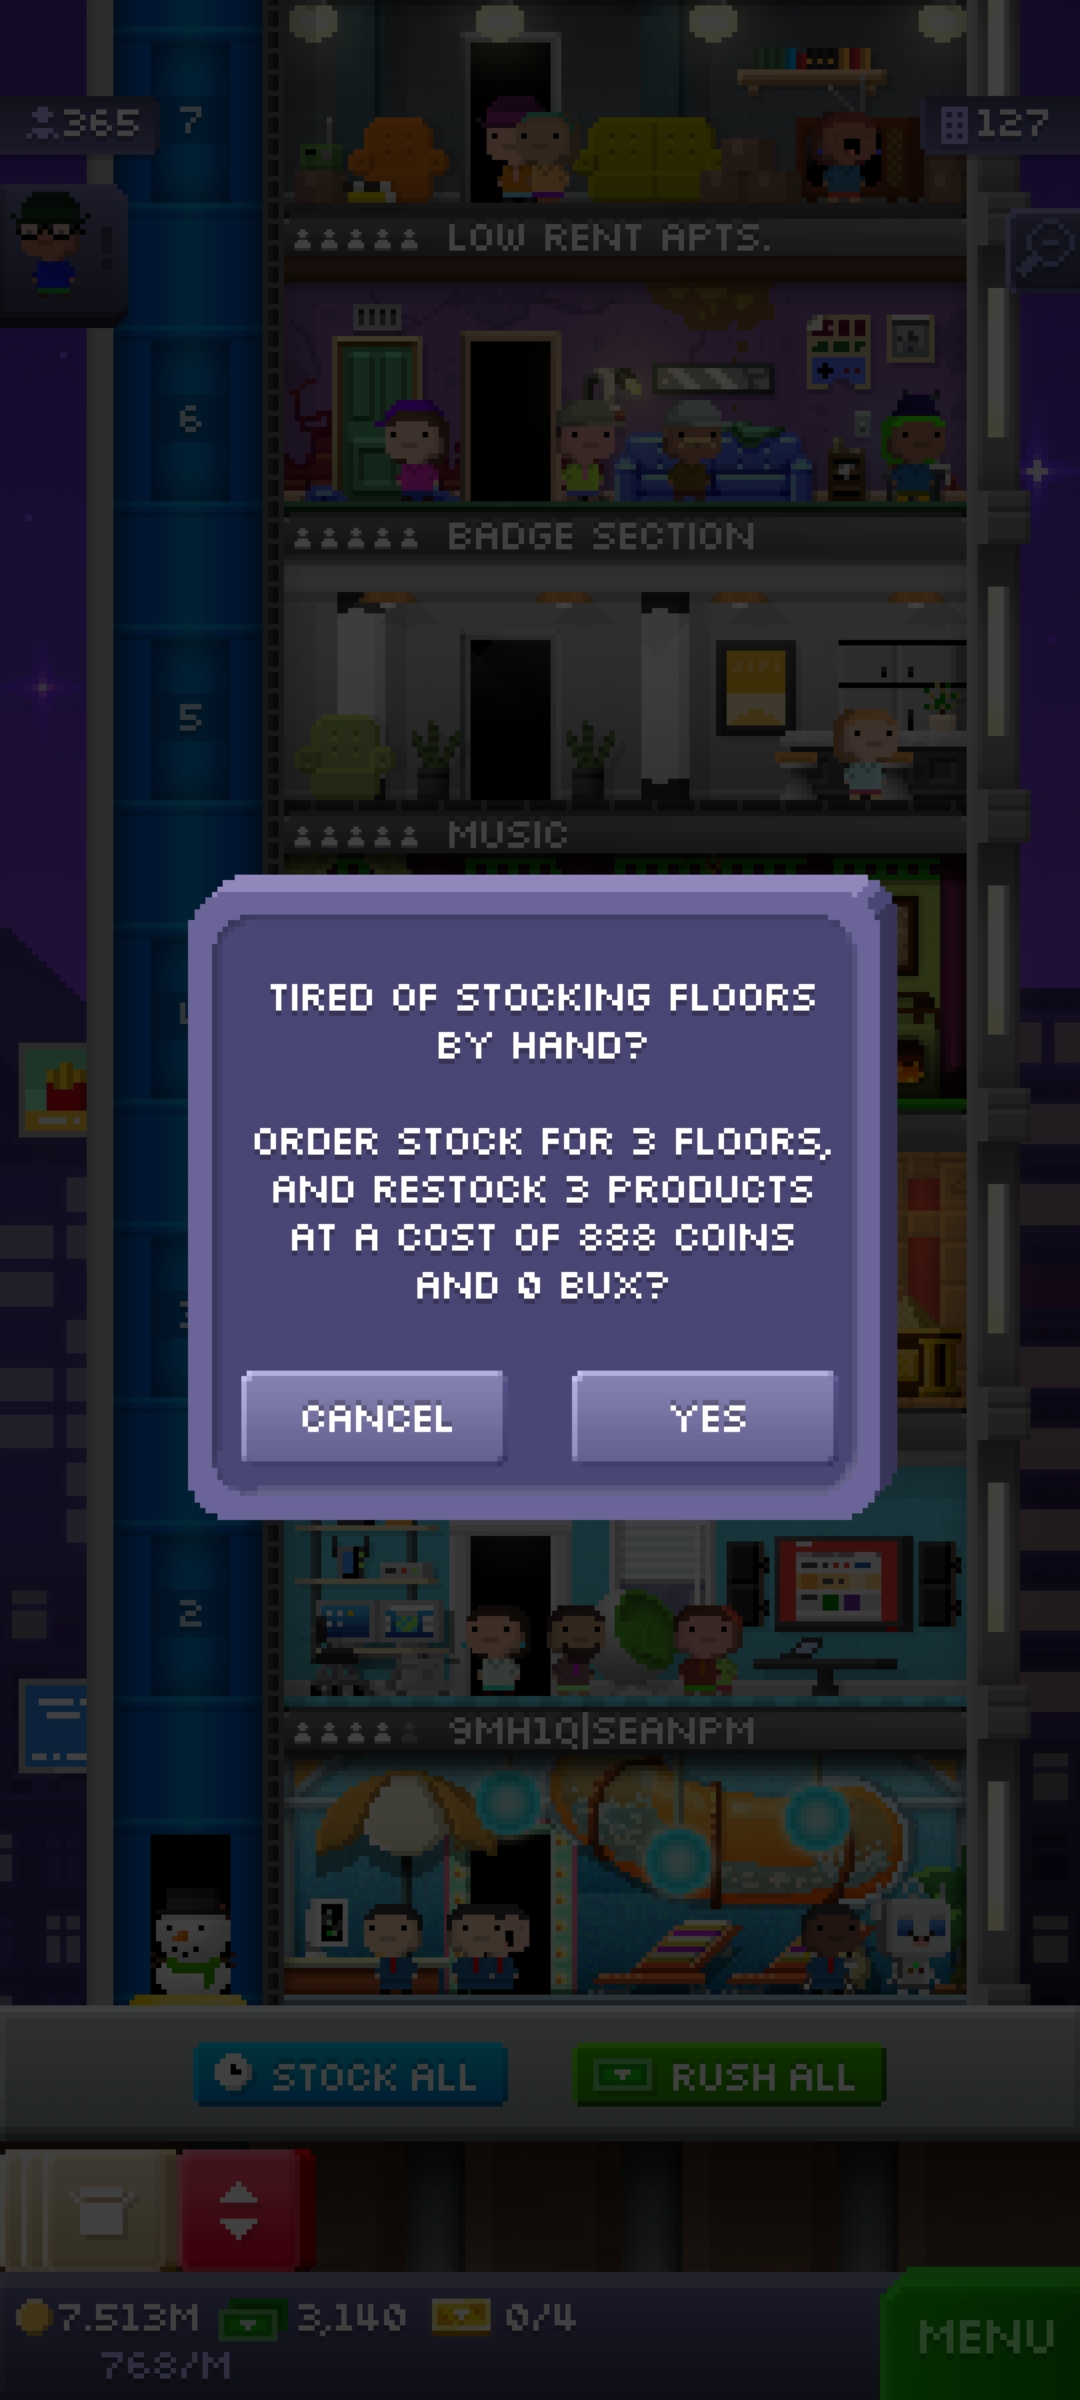 365
7
127
LOW RENT APTS.
6
BADGE SECTION
5
MUSIC
TIRED OF STOCKING FLOORS
BY HAND?
ORDER STOCK FOR 3 FLOORS,
AND RESTOCK 3 PRODUCTS
AT A COST OF 888 COINS
AND 0 BUX?
CANCEL
YES
2
9MH1Q|SEANPM
STOCK ALL
RUSH ALL
7.513M
3,140
0/4
768/M
MENU